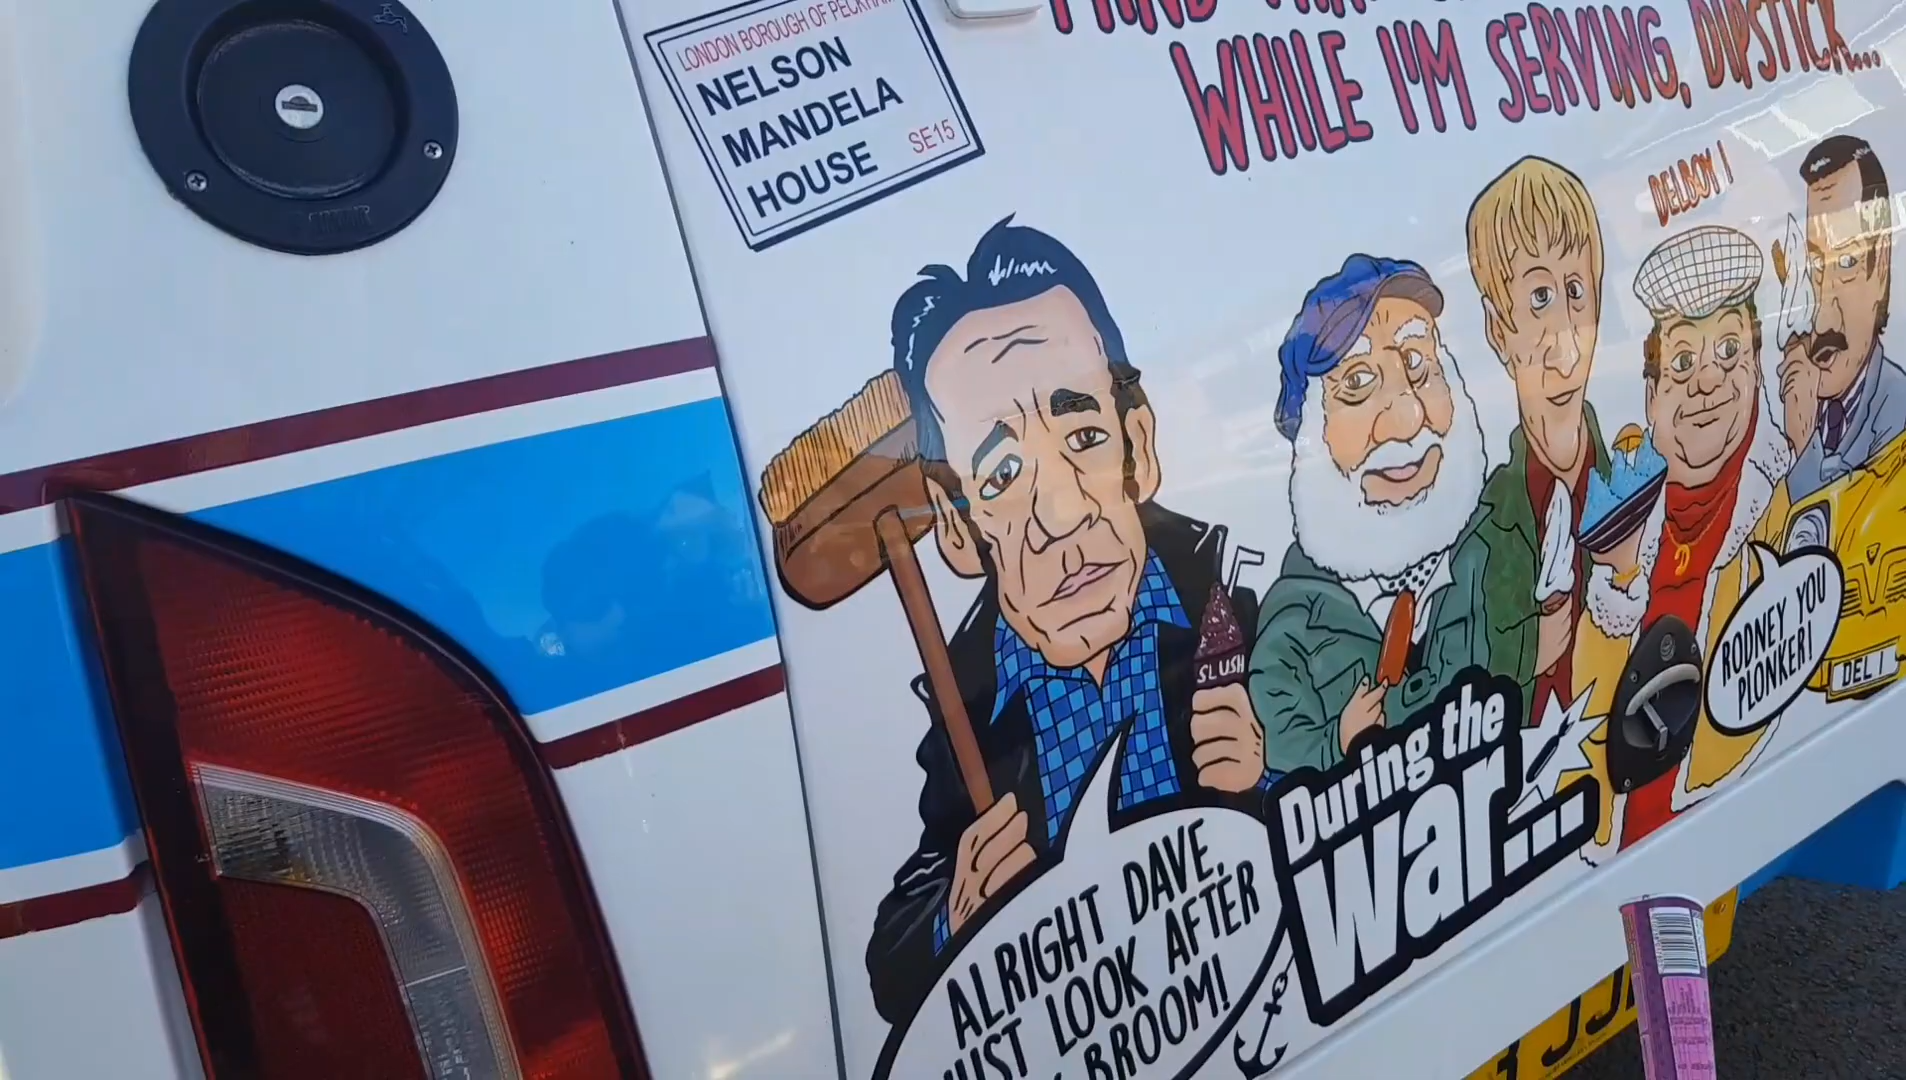 LONDON BOROUGH OF PECKHAM
NELSON
MANDELA
HOUSE
SE15
WHILE I'M SERVING, DIPSTICK...
DELBOY 1
SLUSH
RODNEY YOU
PLONKER!
DEL 1
During the
war...
ALRIGHT DAVE,
JUST LOOK AFTER
BROOM!